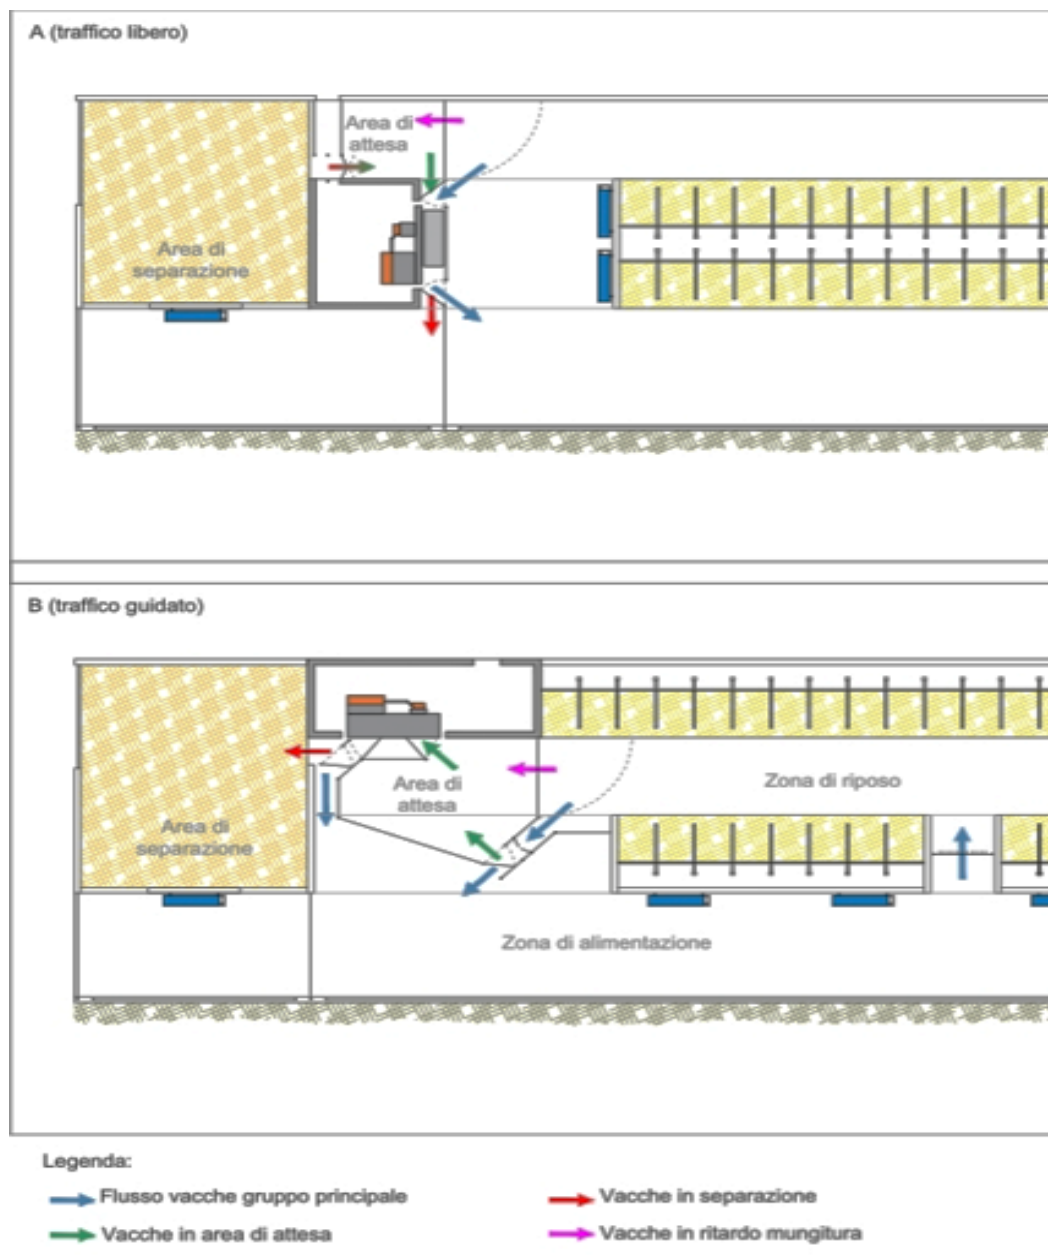 A (traffico libero)
Area di
attesa
Area di
separazione
B (traffico guidato)
Area di
attesa
Zona di riposo
Area di
separazione
Zona di alimentazione
Legenda:
Flusso vacche gruppo principale
Vacche in separazione
Vacche in area di attesa
Vacche in ritardo mungitura